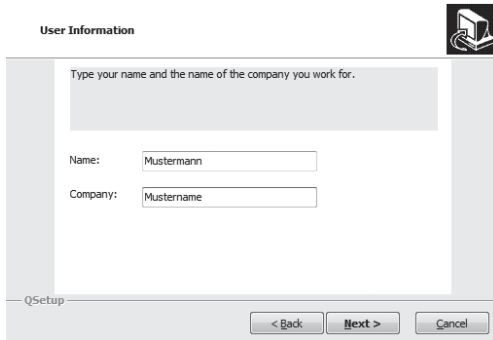 User Information
Type your name and the name of the company you work for.
Name: Mustermann
Company: Mustername
QSetup
< Back Next > Cancel